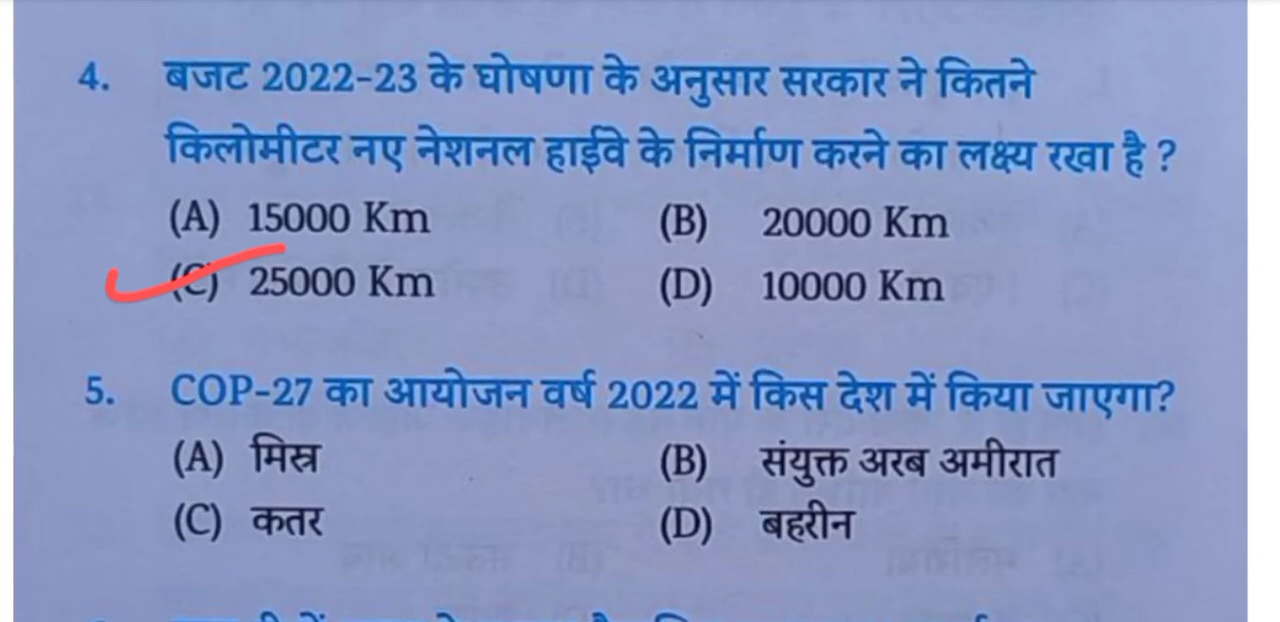 4. बजट 2022-23 के घोषणा के अनुसार सरकार ने कितने
किलोमीटर नए नेशनल हाईवे के निर्माण करने का लक्ष्य रखा है ?
(A) 15000 Km (B) 20000 Km
(C) 25000 Km (D) 10000 Km
5. COP-27 का आयोजन वर्ष 2022 में किस देश में किया जाएगा?
(A) मिस्र (B) संयुक्त अरब अमीरात
(C) कतर (D) बहरीन